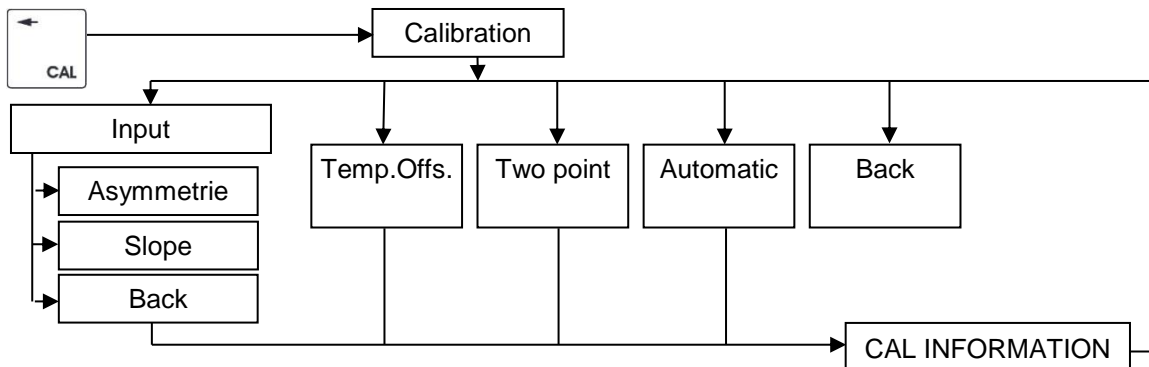 CAL
Calibration
Input
Asymmetrie
Slope
Back
Temp.Offs.
Two point
Automatic
Back
CAL INFORMATION